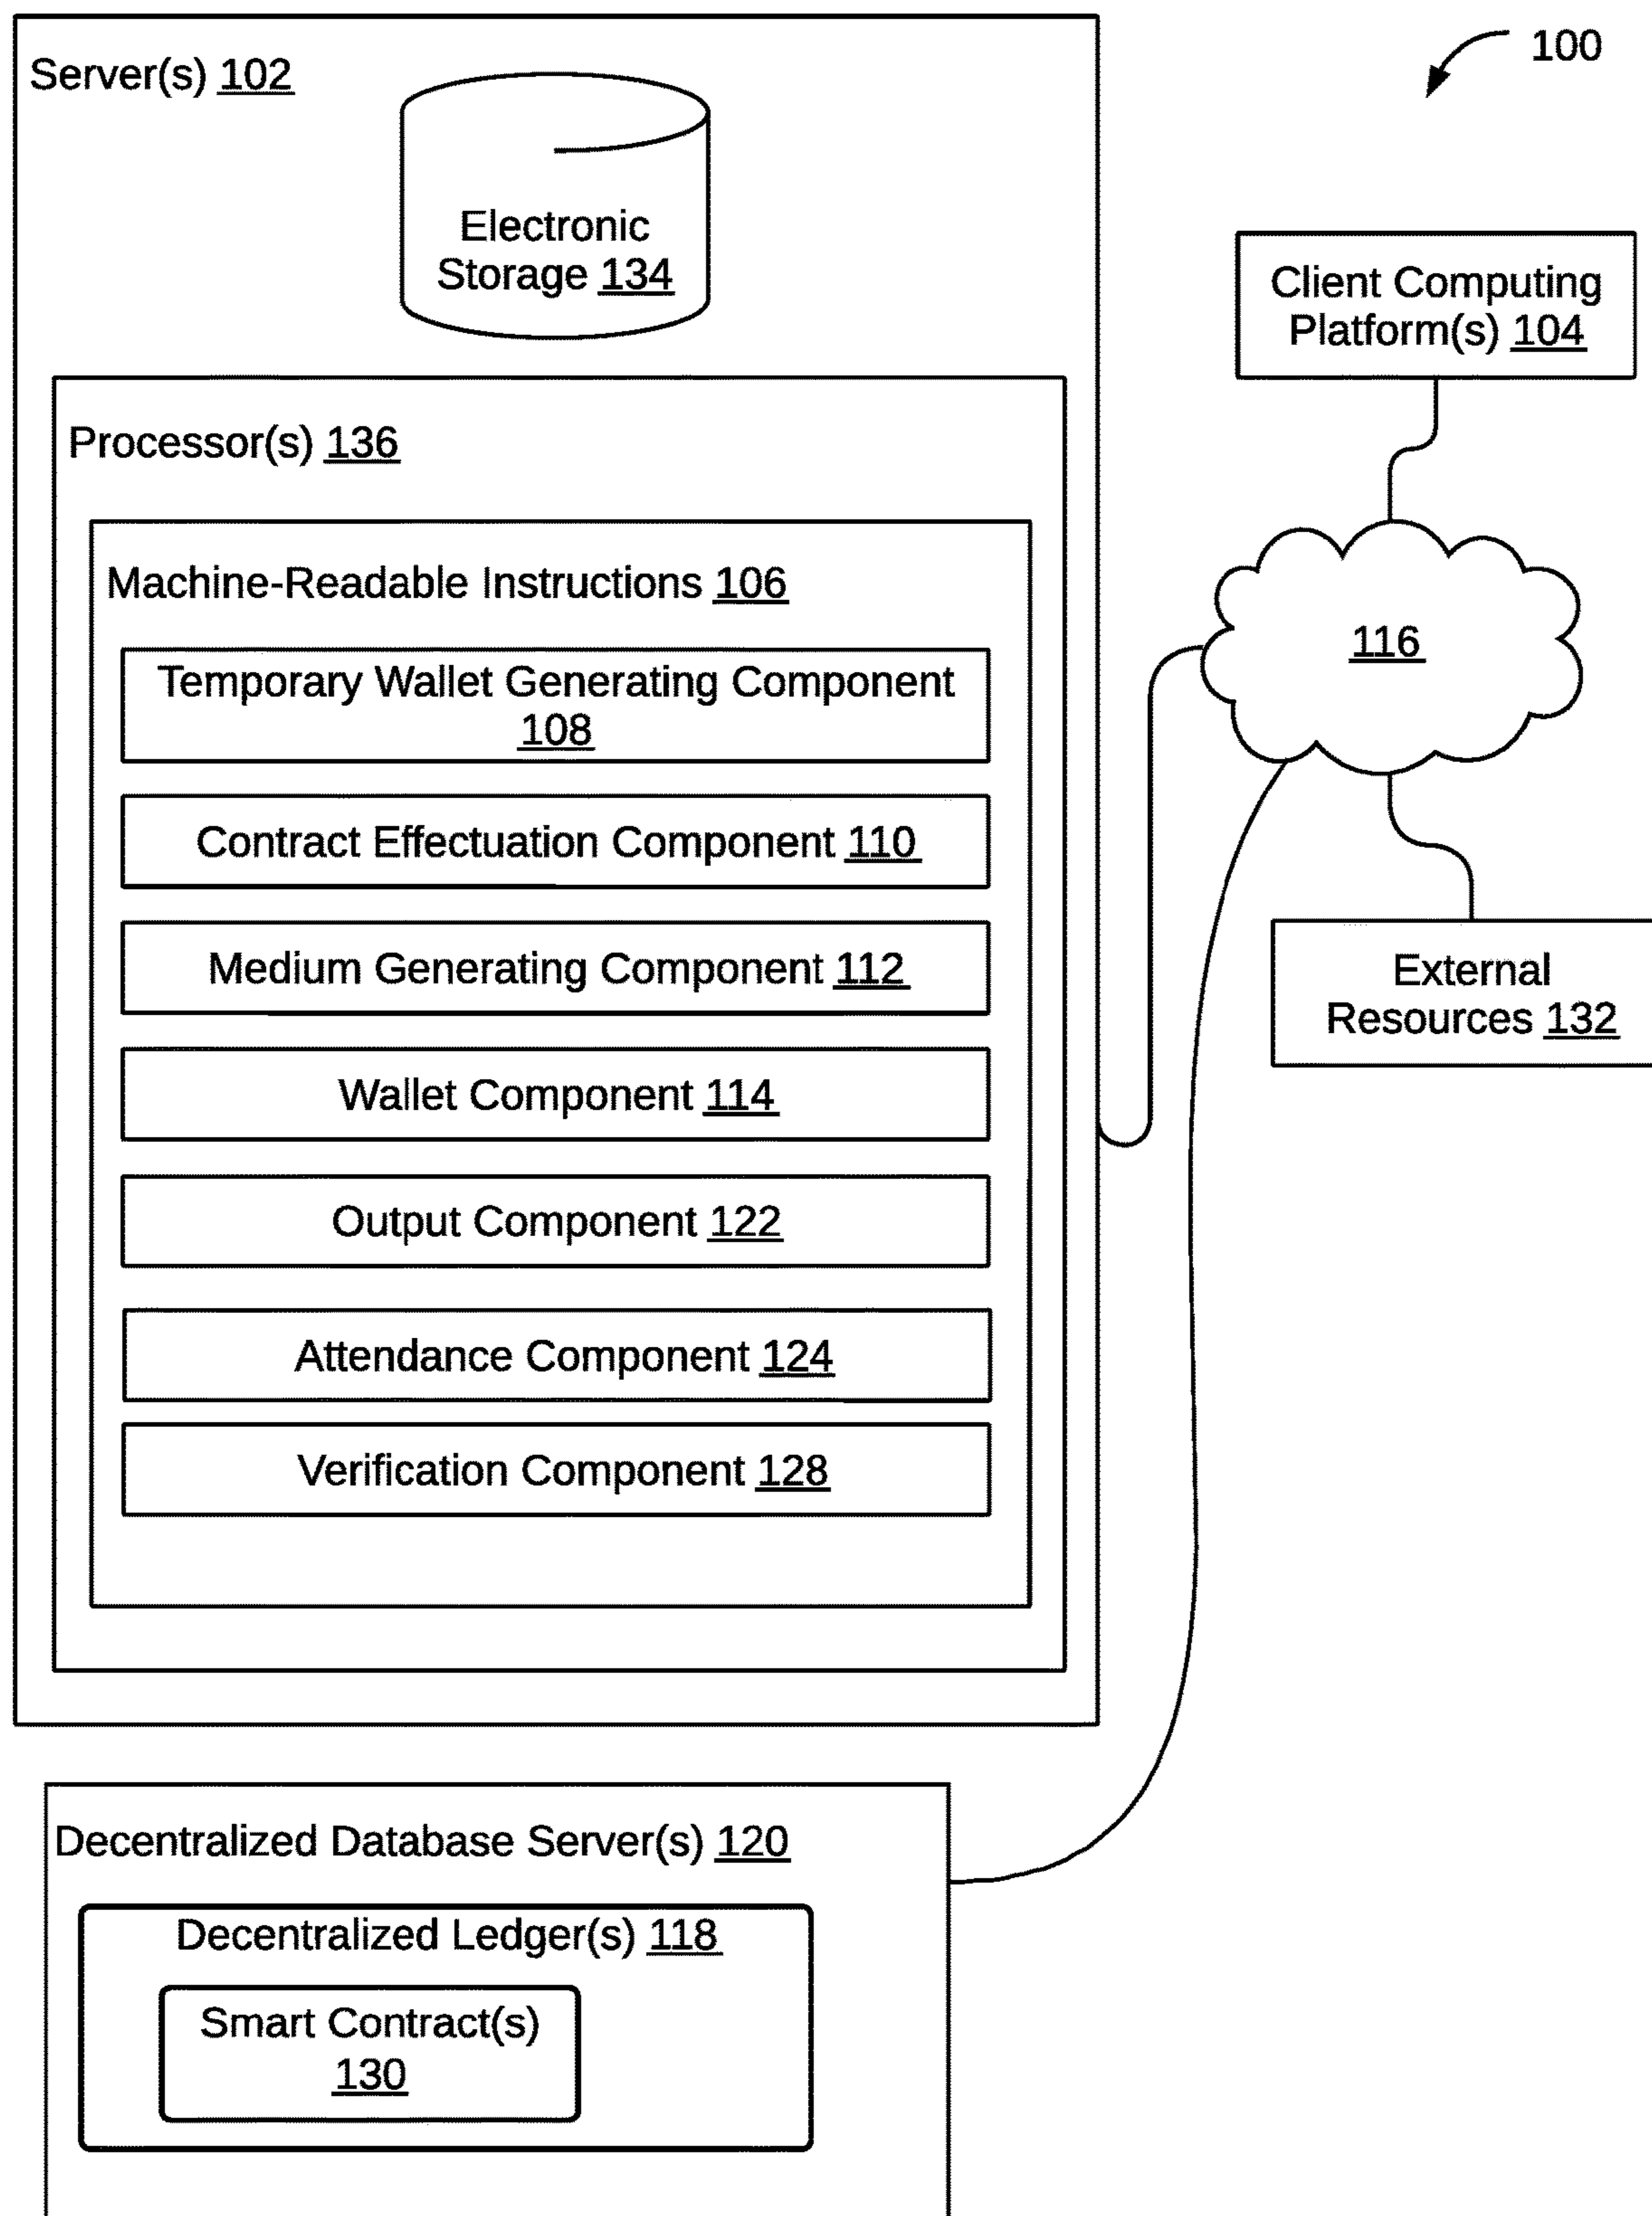 100
Server(s) 102
Electronic
Storage 134
Client Computing
Platform(s) 104
Processor(s) 136
Machine-Readable Instructions 106
116
Temporary Wallet Generating Component
108
Contract Effectuation Component 110
Medium Generating Component 112
External
Resources 132
Wallet Component 114
Output Component 122
Attendance Component 124
Verification Component 128
Decentralized Database Server(s) 120
Decentralized Ledger(s) 118
Smart Contract(s)
130